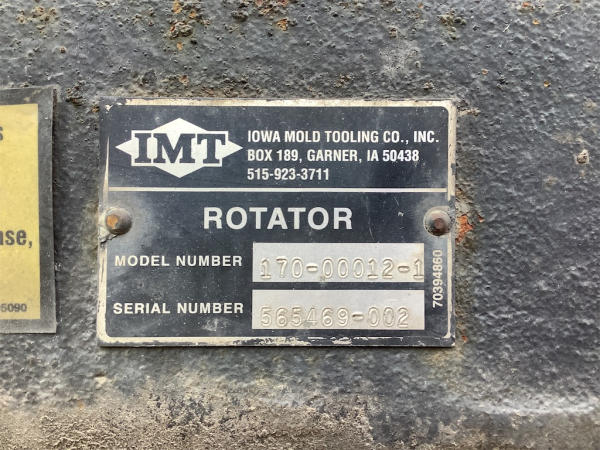 IMT
IOWA MOLD TOOLING CO., INC.
BOX 189, GARNER, IA 50438
515-923-3711
ROTATOR
MODEL NUMBER 170-00012-1
SERIAL NUMBER 565469-002
70394860
nse,
5090